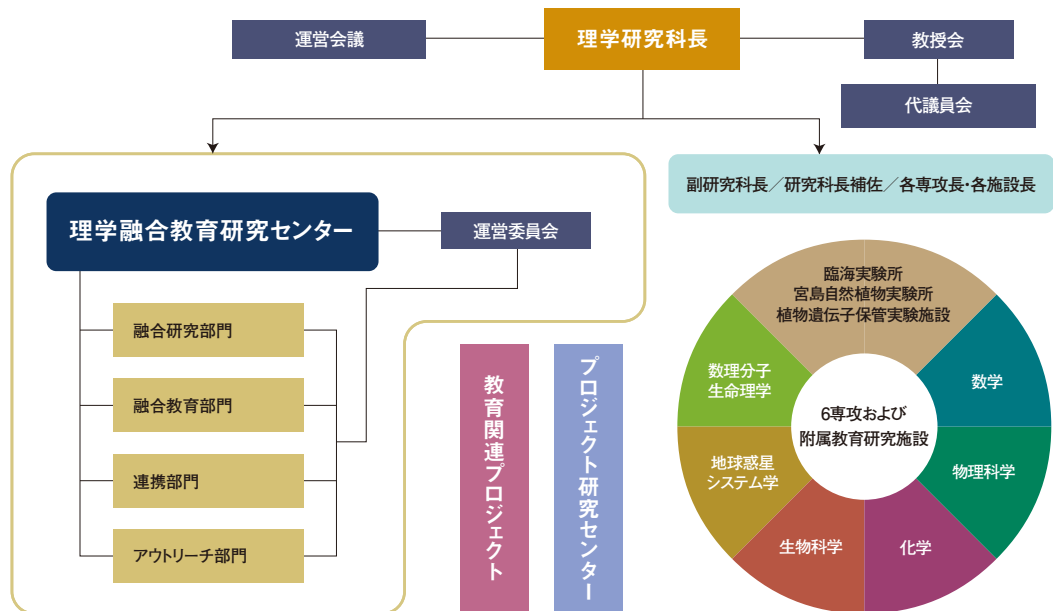 運営会議
理学研究科長
教授会
代議員会
副研究科長／研究科長補佐／各専攻長・各施設長
理学融合教育研究センター
運営委員会
融合研究部門
融合教育部門
連携部門
アウトリーチ部門
教育関連プロジェクト
プロジェクト研究センター
臨海実験所
宮島自然植物実験所
植物遺伝子保管実験施設
数理分子
生命理学
数学
6専攻および
附属教育研究施設
地球惑星
システム学
物理科学
生物科学
化学